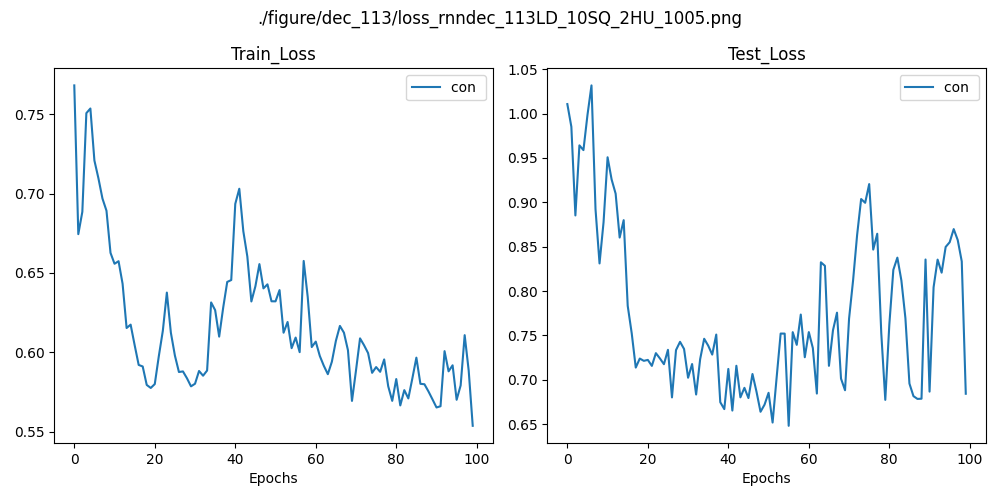 ./figure/dec_113/loss_rnndec_113LD_10SQ_2HU_1005.png
Train_Loss
con
0.75
0.70
0.65
0.60
0.55
0 20 40 60 80 100
Epochs
Test_Loss
con
1.05
1.00
0.95
0.90
0.85
0.80
0.75
0.70
0.65
0 20 40 60 80 100
Epochs